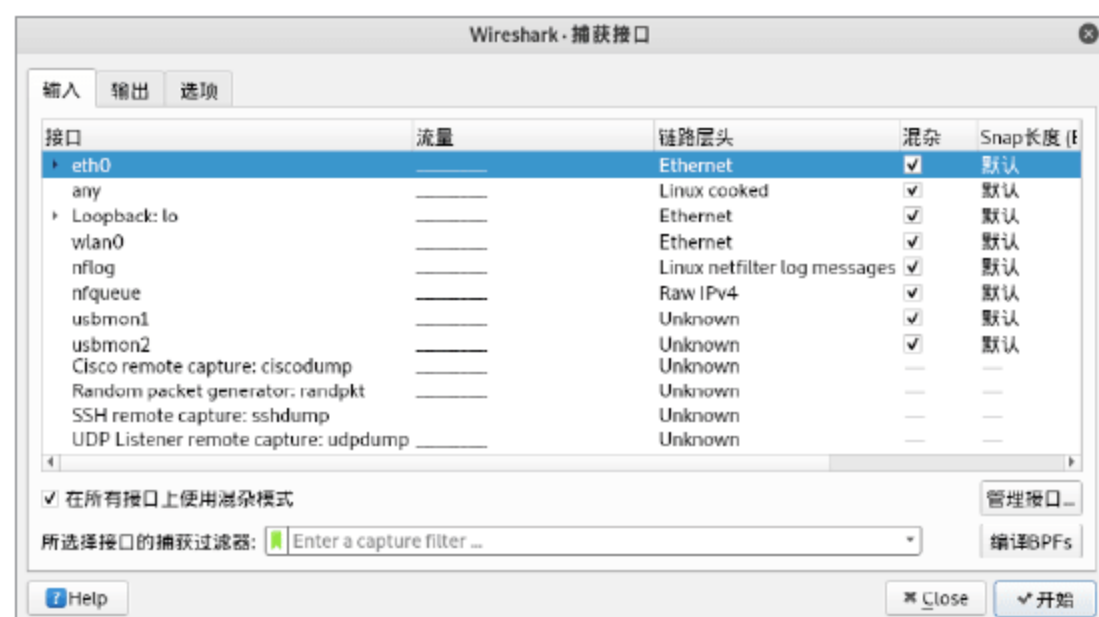 Wireshark · 捕获接口
输入 输出 选项
接口 流量 链路层头 混杂 Snap长度 (
eth0 Ethernet 默认
any Linux cooked 默认
Loopback: lo Ethernet 默认
wlan0 Ethernet 默认
nflog Linux netfilter log messages 默认
nfqueue Raw IPv4 默认
usbmon1 Unknown 默认
usbmon2 Unknown 默认
Cisco remote capture: ciscodump Unknown — —
Random packet generator: randpkt Unknown — —
SSH remote capture: sshdump Unknown — —
UDP Listener remote capture: udpdump Unknown — —
在所有接口上使用混杂模式 管理接口...
所选择接口的捕获过滤器: Enter a capture filter ... 编译BPFs
Help Close 开始